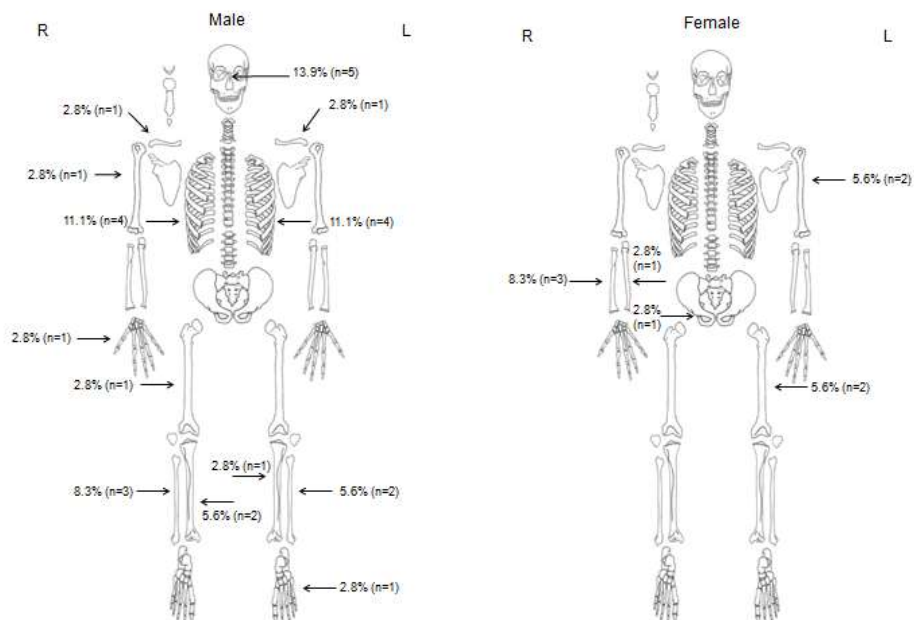 Male
R
L
13.9% (n=5)
2.8% (n=1)
2.8% (n=1)
2.8% (n=1)
11.1% (n=4)
11.1% (n=4)
2.8% (n=1)
2.8% (n=1)
2.8% (n=1)
8.3% (n=3)
5.6% (n=2)
5.6% (n=2)
2.8% (n=1)
Female
R
L
5.6% (n=2)
2.8%
(n=1)
8.3% (n=3)
2.8%
(n=1)
5.6% (n=2)